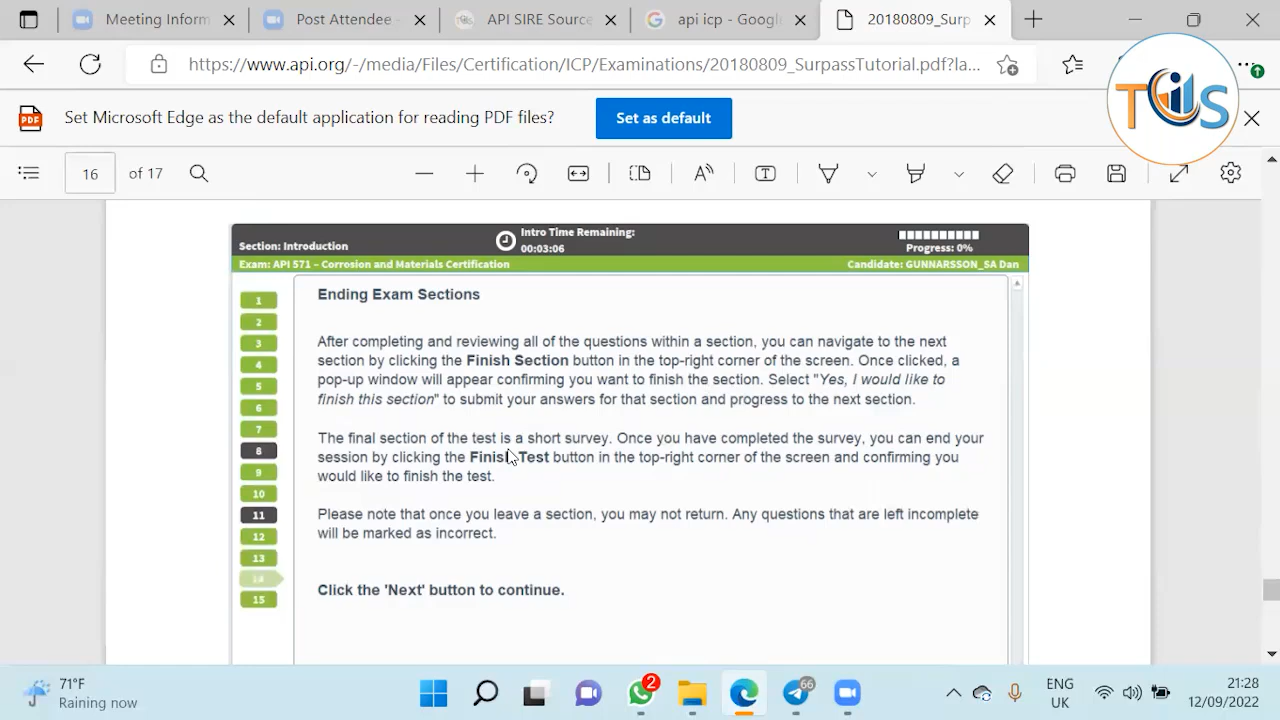 Meeting Inform
Post Attendee -
API SIRE Source
api icp - Google
20180809_Surp
https://www.api.org/-/media/Files/Certification/ICP/Examinations/20180809_SurpassTutorial.pdf?la...
TIS
PDF
Set Microsoft Edge as the default application for reading PDF files?
Set as default
16
of 17
Section: Introduction
Intro Time Remaining:
00:03:06
Progress: 0%
Exam: API 571 – Corrosion and Materials Certification
Candidate: GUNNARSSON_SA Dan
1
2
3
4
5
6
7
8
9
10
11
12
13
14
15
Ending Exam Sections
After completing and reviewing all of the questions within a section, you can navigate to the next
section by clicking the Finish Section button in the top-right corner of the screen. Once clicked, a
pop-up window will appear confirming you want to finish the section. Select "Yes, I would like to
finish this section" to submit your answers for that section and progress to the next section.
The final section of the test is a short survey. Once you have completed the survey, you can end your
session by clicking the Finish Test button in the top-right corner of the screen and confirming you
would like to finish the test.
Please note that once you leave a section, you may not return. Any questions that are left incomplete
will be marked as incorrect.
Click the 'Next' button to continue.
71°F
Raining now
2
66
ENG
UK
21:28
12/09/2022